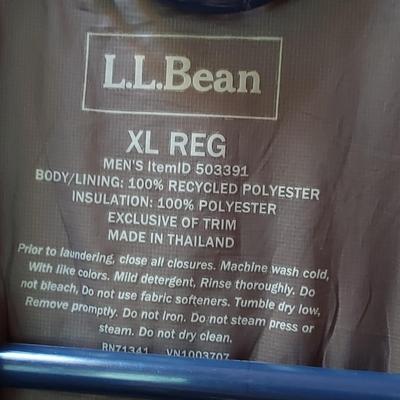 L.L.Bean
XL REG
MEN'S ItemID 503391
BODY/LINING: 100% RECYCLED POLYESTER
INSULATION: 100% POLYESTER
EXCLUSIVE OF TRIM
MADE IN THAILAND
Prior to laundering, close all closures. Machine wash cold,
With like colors. Mild detergent, Rinse thoroughly. Do
not bleach, Do not use fabric softeners. Tumble dry low,
Remove promptly. Do not iron. Do not steam press or
steam. Do not dry clean.
RN71341 VN1003707